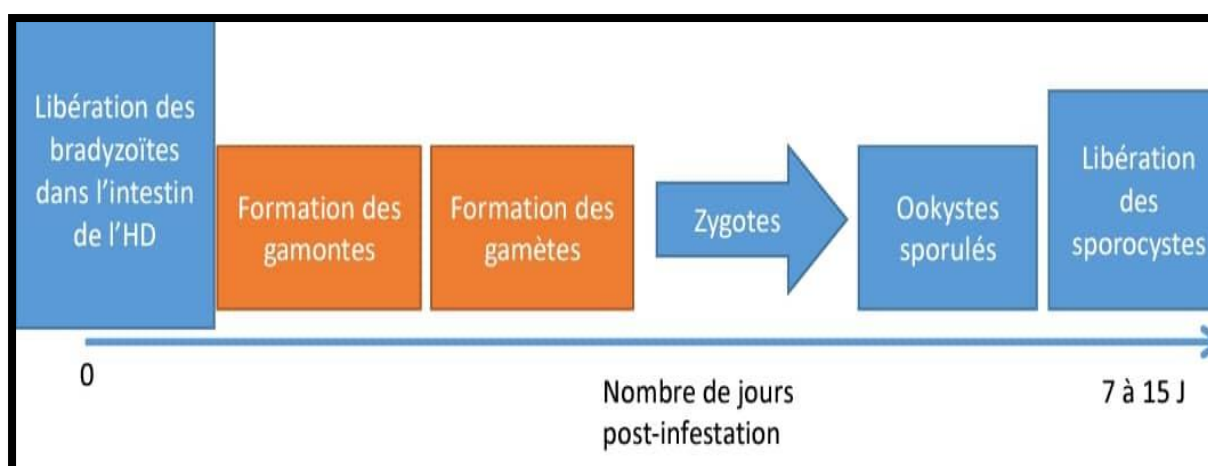 Libération des
bradyzoïtes
dans l'intestin
de l'HD
Formation des
gamontes
Formation des
gamètes
Zygotes
Ookystes
sporulés
Libération
des
sporocystes
0
Nombre de jours
post-infestation
7 à 15 J